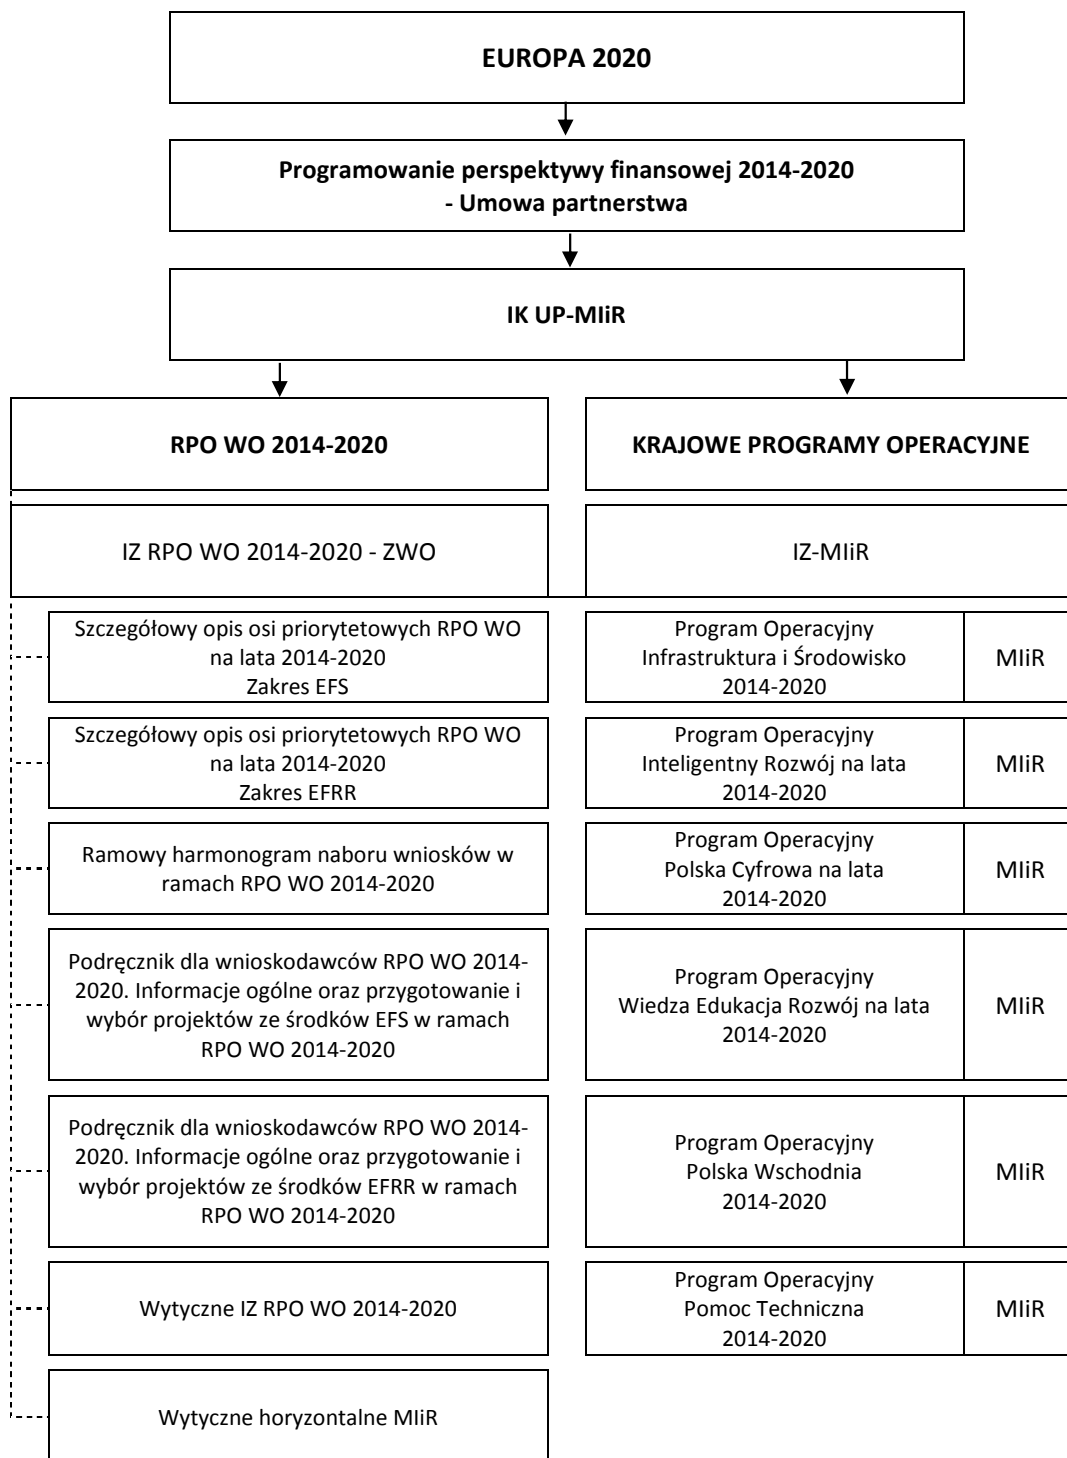 EUROPA 2020
Programowanie perspektywy finansowej 2014-2020
- Umowa partnerstwa
IK UP-MIiR
RPO WO 2014-2020
KRAJOWE PROGRAMY OPERACYJNE
IZ RPO WO 2014-2020 - ZWO
IZ-MIiR
Szczegółowy opis osi priorytetowych RPO WO
na lata 2014-2020
Zakres EFS
Program Operacyjny
Infrastruktura i Środowisko
2014-2020
MIiR
Szczegółowy opis osi priorytetowych RPO WO
na lata 2014-2020
Zakres EFRR
Program Operacyjny
Inteligentny Rozwój na lata
2014-2020
MIiR
Ramowy harmonogram naboru wniosków w
ramach RPO WO 2014-2020
Program Operacyjny
Polska Cyfrowa na lata
2014-2020
MIiR
Podręcznik dla wnioskodawców RPO WO 2014-
2020. Informacje ogólne oraz przygotowanie i
wybór projektów ze środków EFS w ramach
RPO WO 2014-2020
Program Operacyjny
Wiedza Edukacja Rozwój na lata
2014-2020
MIiR
Podręcznik dla wnioskodawców RPO WO 2014-
2020. Informacje ogólne oraz przygotowanie i
wybór projektów ze środków EFRR w ramach
RPO WO 2014-2020
Program Operacyjny
Polska Wschodnia
2014-2020
MIiR
Wytyczne IZ RPO WO 2014-2020
Program Operacyjny
Pomoc Techniczna
2014-2020
MIiR
Wytyczne horyzontalne MIiR